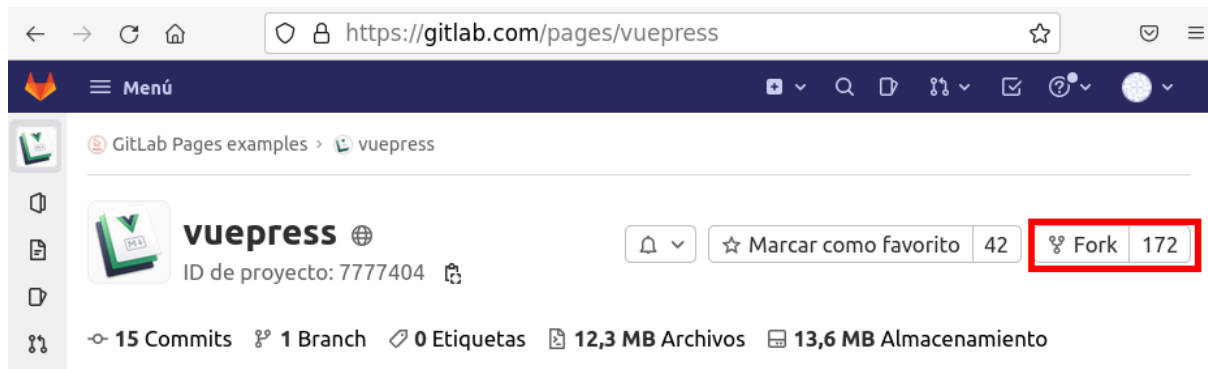 https://gitlab.com/pages/vuepress
Menú
GitLab Pages examples › vuepress
vuepress
ID de proyecto: 7777404
Marcar como favorito 42
Fork 172
15 Commits 1 Branch 0 Etiquetas 12,3 MB Archivos 13,6 MB Almacenamiento